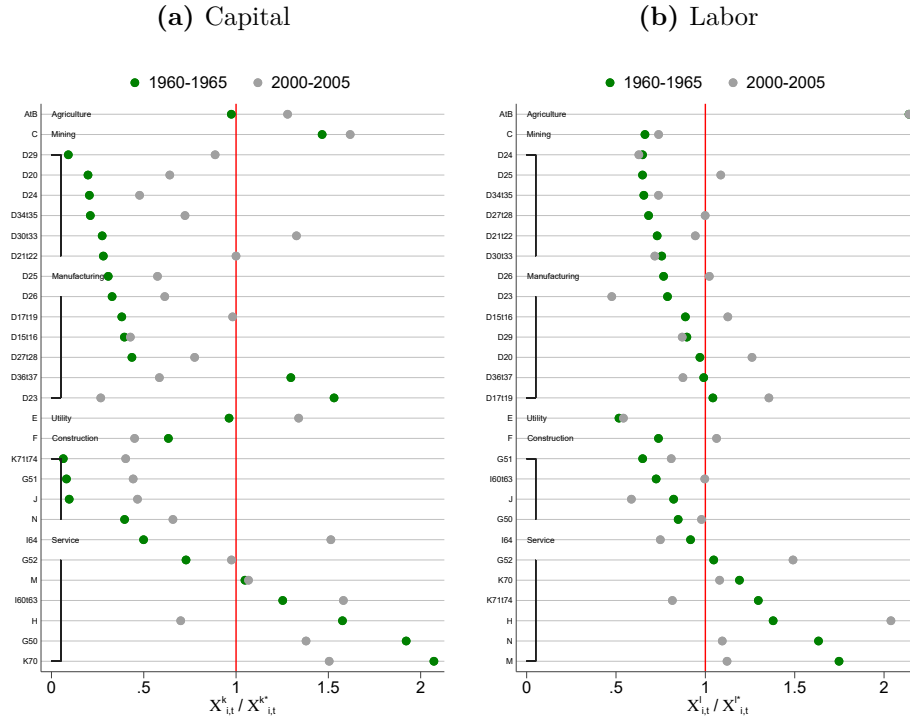 (a) Capital
1960-1965 2000-2005
AtB Agriculture
C Mining
D29
D20
D24
D34t35
D30t33
D21t22
D25 Manufacturing
D26
D17t19
D15t16
D27t28
D36t37
D23
E Utility
F Construction
K71t74
G51
J
N
I64 Service
G52
M
I60t63
H
G50
K70
0 .5 1 1.5 2
X^k_{i,t} / X^{k*}_{i,t}
(b) Labor
1960-1965 2000-2005
AtB Agriculture
C Mining
D24
D25
D34t35
D27t28
D21t22
D30t33
D26 Manufacturing
D23
D15t16
D29
D20
D36t37
D17t19
E Utility
F Construction
G51
I60t63
J
G50
I64 Service
G52
K70
K71t74
H
N
M
0 .5 1 1.5 2
X^l_{i,t} / X^{l*}_{i,t}